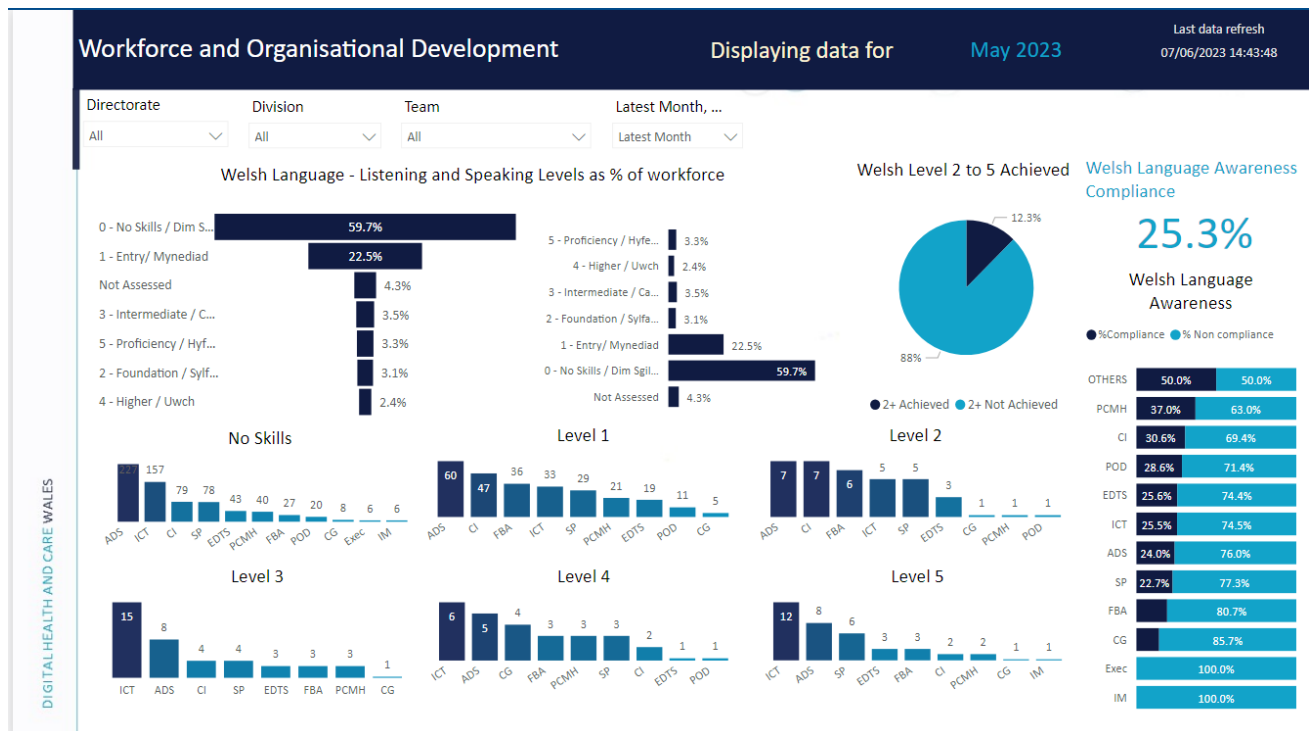 Workforce and Organisational Development
Displaying data for May 2023
Last data refresh
07/06/2023 14:43:48
Directorate
All
Division
All
Team
All
Latest Month, ...
Latest Month
Welsh Language - Listening and Speaking Levels as % of workforce
0 - No Skills / Dim S... 59.7%
1 - Entry/ Mynediad 22.5%
Not Assessed 4.3%
3 - Intermediate / C... 3.5%
5 - Proficiency / Hyf... 3.3%
2 - Foundation / Sylf... 3.1%
4 - Higher / Uwch 2.4%
5 - Proficiency / Hyfe... 3.3%
4 - Higher / Uwch 2.4%
3 - Intermediate / Ca... 3.5%
2 - Foundation / Sylfa... 3.1%
1 - Entry/ Mynediad 22.5%
0 - No Skills / Dim Sgil... 59.7%
Not Assessed 4.3%
Welsh Level 2 to 5 Achieved
12.3%
88%
2+ Achieved 2+ Not Achieved
Welsh Language Awareness
Compliance
25.3%
Welsh Language
Awareness
%Compliance % Non compliance
OTHERS 50.0% 50.0%
PCMH 37.0% 63.0%
CI 30.6% 69.4%
POD 28.6% 71.4%
EDTS 25.6% 74.4%
ICT 25.5% 74.5%
ADS 24.0% 76.0%
SP 22.7% 77.3%
FBA 80.7%
CG 85.7%
Exec 100.0%
IM 100.0%
No Skills
227 157 79 78 43 40 27 20 8 6 6
ADS ICT CI SP EDTS PCMH FBA POD CG Exec IM
Level 1
60 47 36 33 29 21 19 11 5
ADS CI FBA ICT SP PCMH EDTS POD CG
Level 2
7 7 6 5 5 3 1 1 1
ADS CI FBA ICT SP EDTS CG PCMH POD
Level 3
15 8 4 4 3 3 3 1
ICT ADS CI SP EDTS FBA PCMH CG
Level 4
6 5 4 3 3 3 2 1 1
ICT ADS CG FBA PCMH SP CI EDTS POD
Level 5
12 8 6 3 3 2 2 1 1
ICT ADS SP EDTS FBA CI PCMH CG IM
DIGITAL HEALTH AND CARE WALES